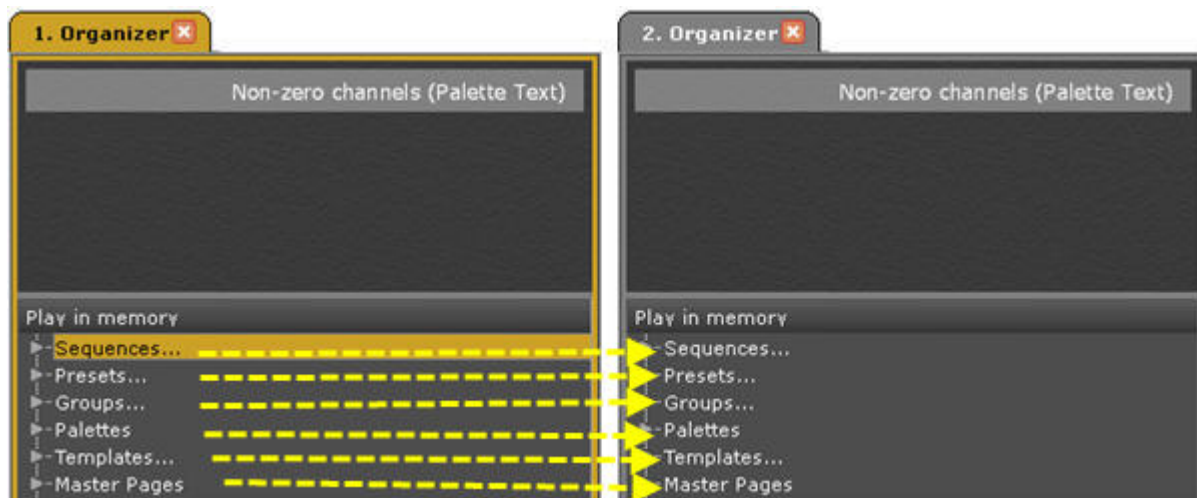 1. Organizer
Non-zero channels (Palette Text)
Play in memory
Sequences...
Presets...
Groups...
Palettes
Templates...
Master Pages
2. Organizer
Non-zero channels (Palette Text)
Play in memory
Sequences...
Presets...
Groups...
Palettes
Templates...
Master Pages